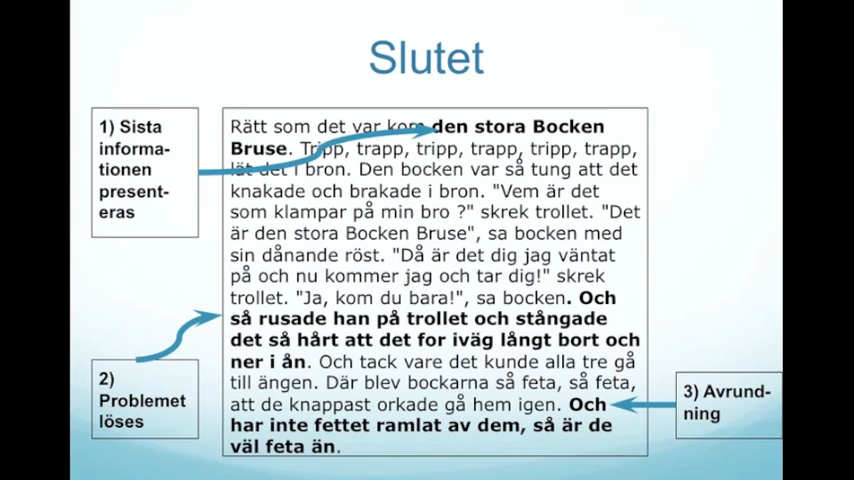 Slutet
1) Sista
informa-
tionen
present-
eras
Rätt som det var kom den stora Bocken
Bruse. Tripp, trapp, tripp, trapp, tripp, trapp,
lät det i bron. Den bocken var så tung att det
knakade och brakade i bron. "Vem är det
som klampar på min bro ?" skrek trollet. "Det
är den stora Bocken Bruse", sa bocken med
sin dånande röst. "Då är det dig jag väntat
på och nu kommer jag och tar dig!" skrek
trollet. "Ja, kom du bara!", sa bocken. Och
så rusade han på trollet och stångade
det så hårt att det for iväg långt bort och
ner i ån. Och tack vare det kunde alla tre gå
till ängen. Där blev bockarna så feta, så feta,
att de knappast orkade gå hem igen. Och
har inte fettet ramlat av dem, så är de
väl feta än.
2)
Problemet
löses
3) Avrund-
ning